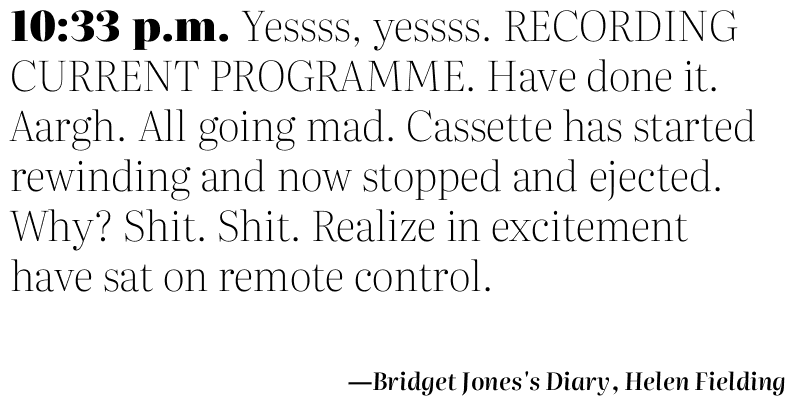 10:33 p.m. Yessss, yessss. RECORDING
CURRENT PROGRAMME. Have done it.
Aargh. All going mad. Cassette has started
rewinding and now stopped and ejected.
Why? Shit. Shit. Realize in excitement
have sat on remote control.
—Bridget Jones's Diary, Helen Fielding